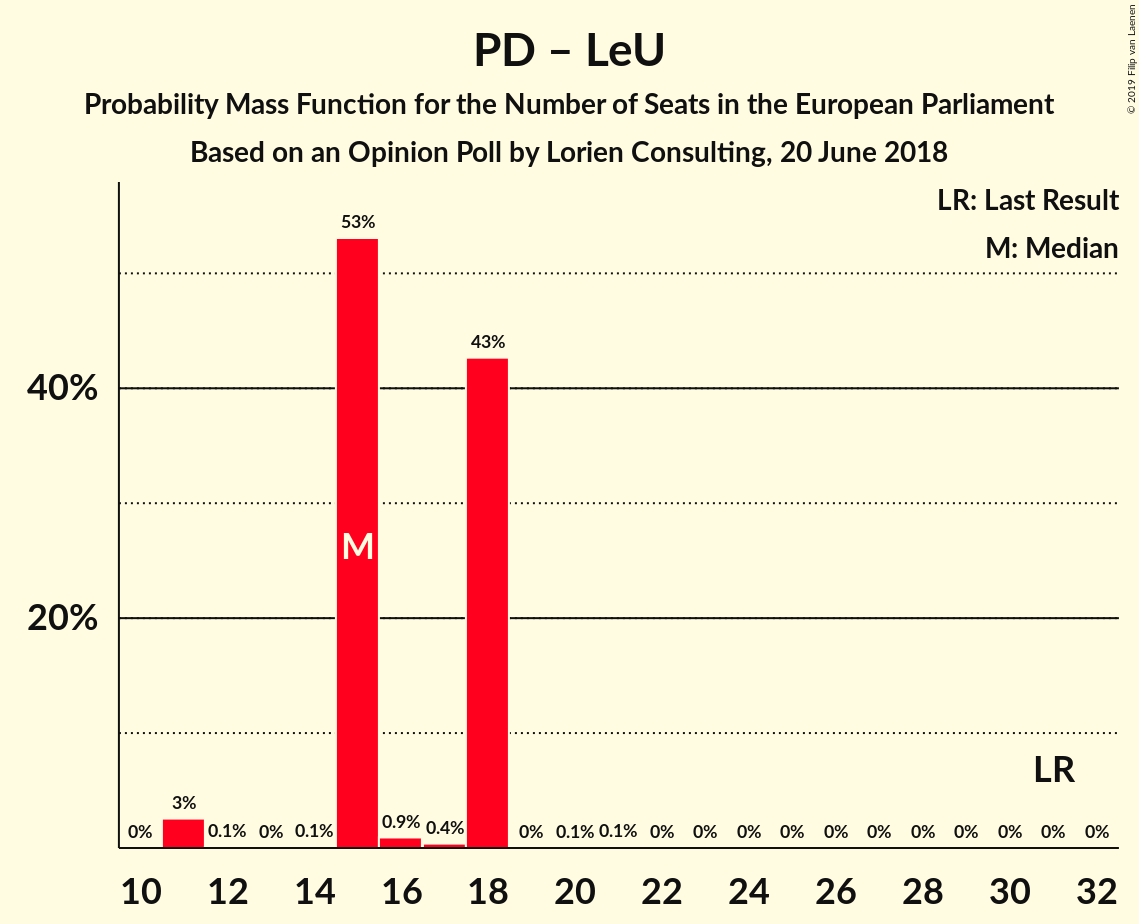 PD – LeU
Probability Mass Function for the Number of Seats in the European Parliament
Based on an Opinion Poll by Lorien Consulting, 20 June 2018
© 2019 Filip van Laenen
LR: Last Result
M: Median
53%
43%
40%
M
20%
LR
0% 3% 0.1% 0% 0.1% 0.9% 0.4% 0% 0.1% 0.1% 0% 0% 0% 0% 0% 0% 0% 0% 0% 0% 0%
10 12 14 16 18 20 22 24 26 28 30 32